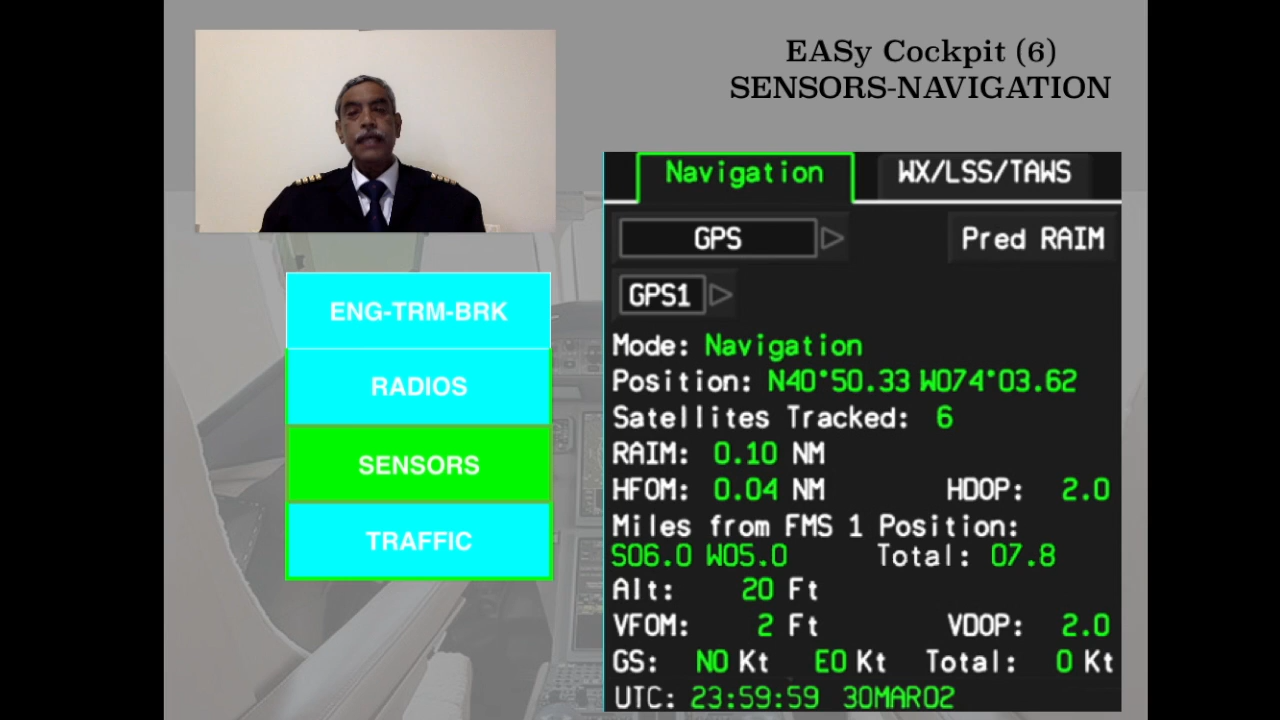 EASy Cockpit (6)
SENSORS-NAVIGATION
ENG-TRM-BRK
RADIOS
SENSORS
TRAFFIC
Navigation WX/LSS/TAWS
GPS Pred RAIM
GPS1
Mode: Navigation
Position: N40°50.33 W074°03.62
Satellites Tracked: 6
RAIM: 0.10 NM
HFOM: 0.04 NM HDOP: 2.0
Miles from FMS 1 Position:
S06.0 W05.0 Total: 07.8
Alt: 20 Ft
VFOM: 2 Ft VDOP: 2.0
GS: N0 Kt E0 Kt Total: 0 Kt
UTC: 23:59:59 30MAR02